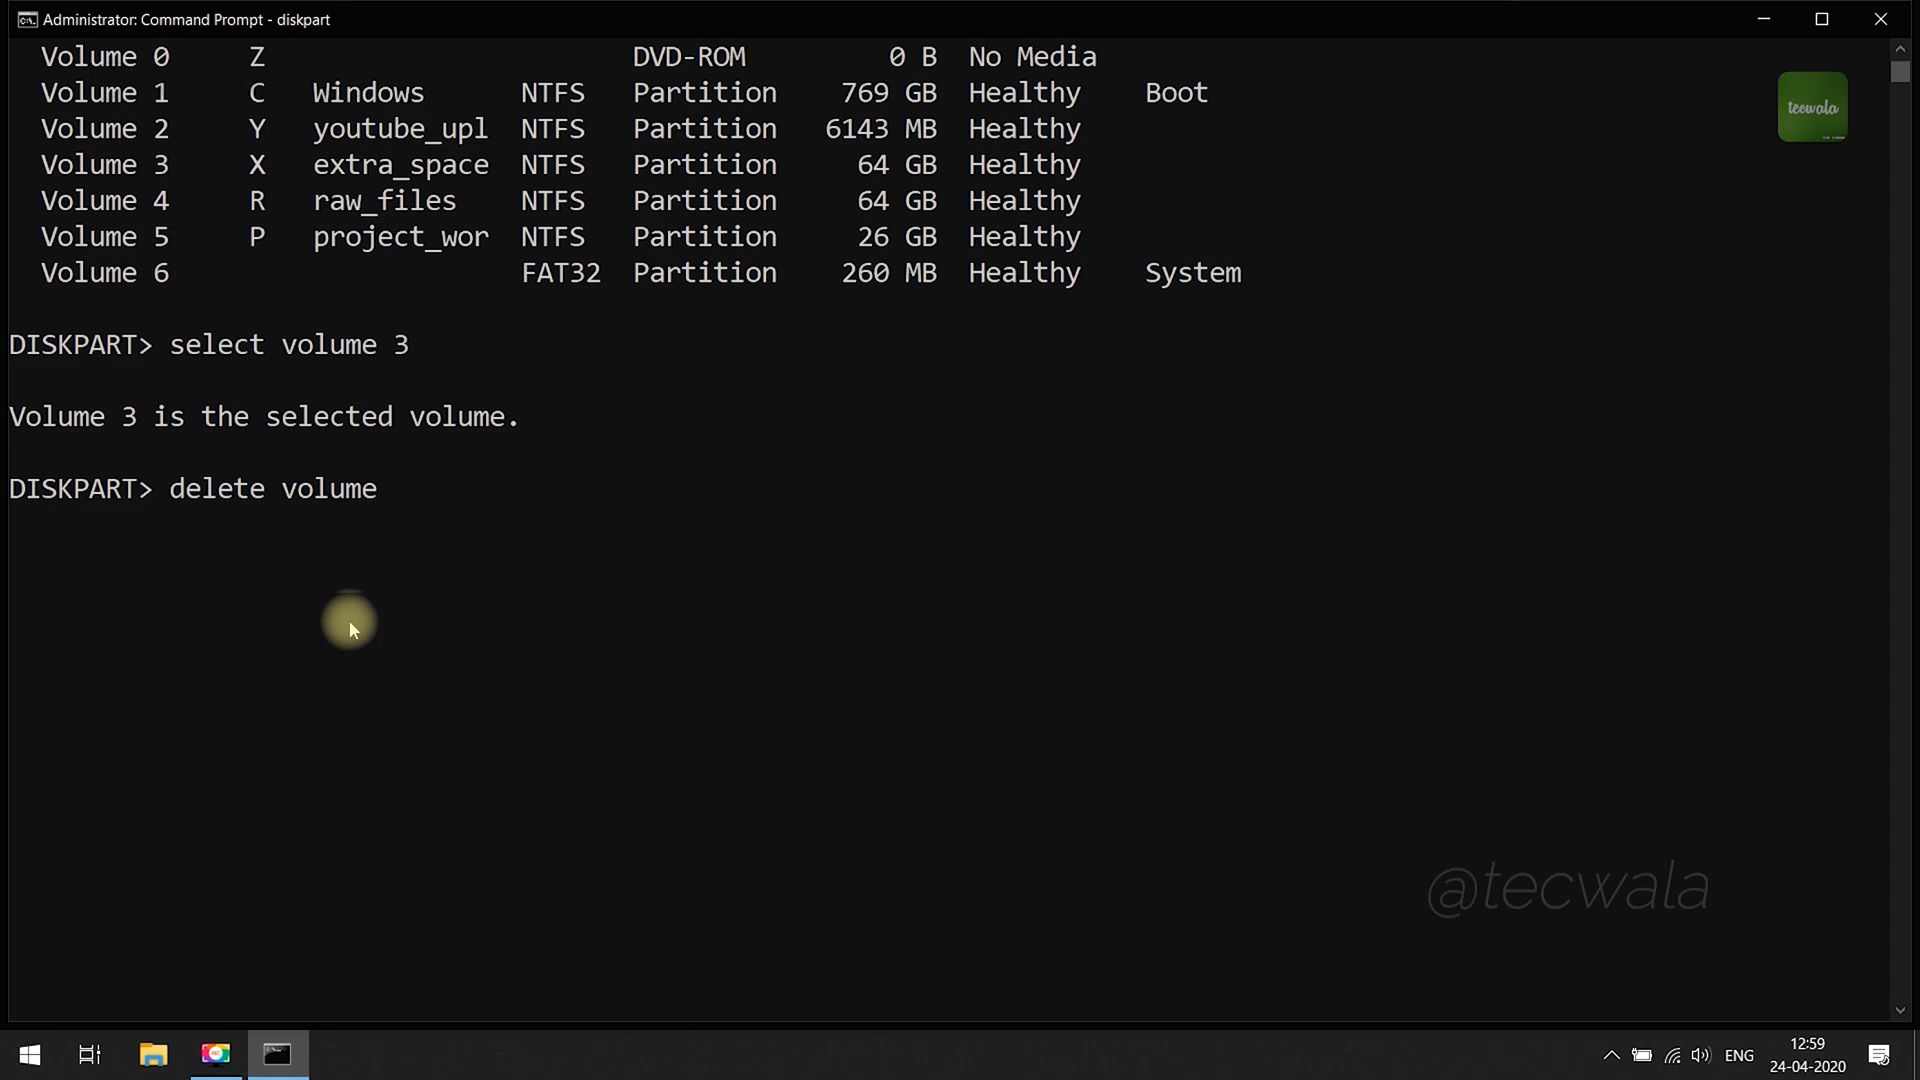 Administrator: Command Prompt - diskpart
Volume 0 Z DVD-ROM 0 B No Media
Volume 1 C Windows NTFS Partition 769 GB Healthy Boot
Volume 2 Y youtube_upl NTFS Partition 6143 MB Healthy
Volume 3 X extra_space NTFS Partition 64 GB Healthy
Volume 4 R raw_files NTFS Partition 64 GB Healthy
Volume 5 P project_wor NTFS Partition 26 GB Healthy
Volume 6 FAT32 Partition 260 MB Healthy System
tecwala
DISKPART> select volume 3
Volume 3 is the selected volume.
DISKPART> delete volume
@tecwala
REC
ENG
12:59
24-04-2020